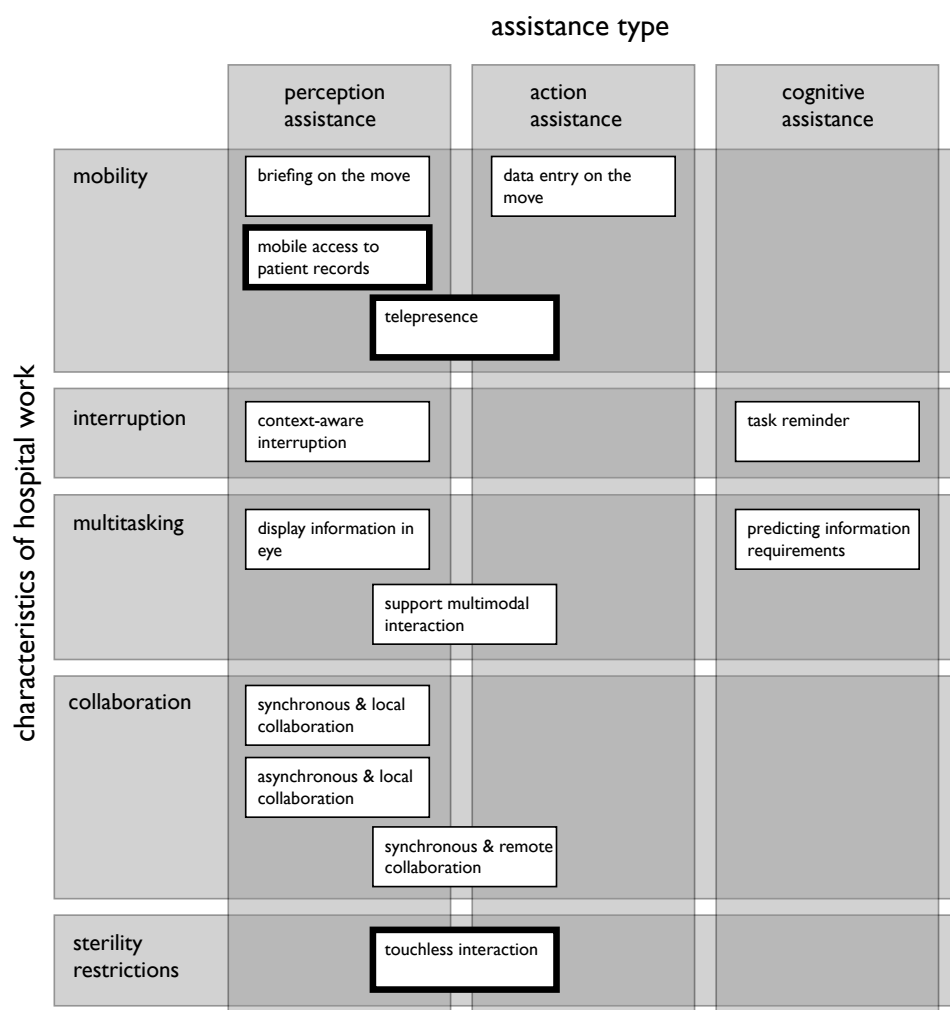 assistance type
perception
assistance
action
assistance
cognitive
assistance
characteristics of hospital work
mobility
briefing on the move
data entry on the
move
mobile access to
patient records
telepresence
interruption
context-aware
interruption
task reminder
multitasking
display information in
eye
predicting information
requirements
support multimodal
interaction
collaboration
synchronous & local
collaboration
asynchronous & local
collaboration
synchronous & remote
collaboration
sterility
restrictions
touchless interaction